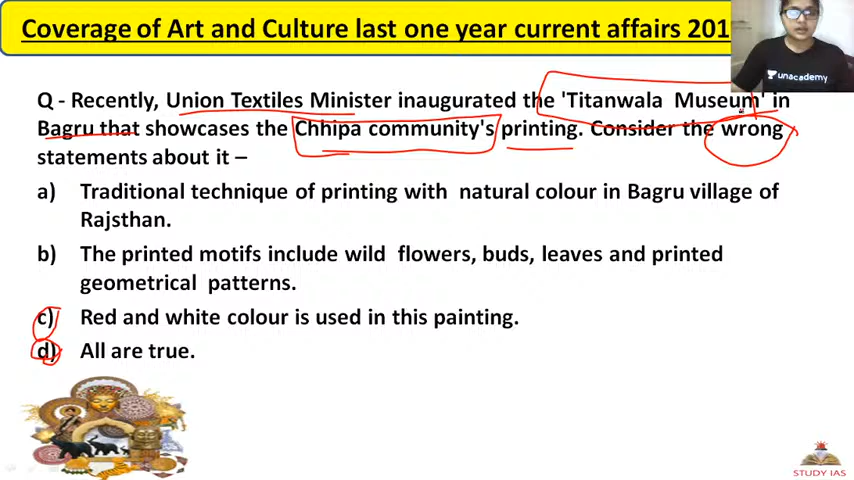 Coverage of Art and Culture last one year current affairs 201
unacademy
Q - Recently, Union Textiles Minister inaugurated the 'Titanwala Museum' in
Bagru that showcases the Chhipa community's printing. Consider the wrong
statements about it –
a) Traditional technique of printing with natural colour in Bagru village of
Rajsthan.
b) The printed motifs include wild flowers, buds, leaves and printed
geometrical patterns.
c) Red and white colour is used in this painting.
d) All are true.
STUDY IAS